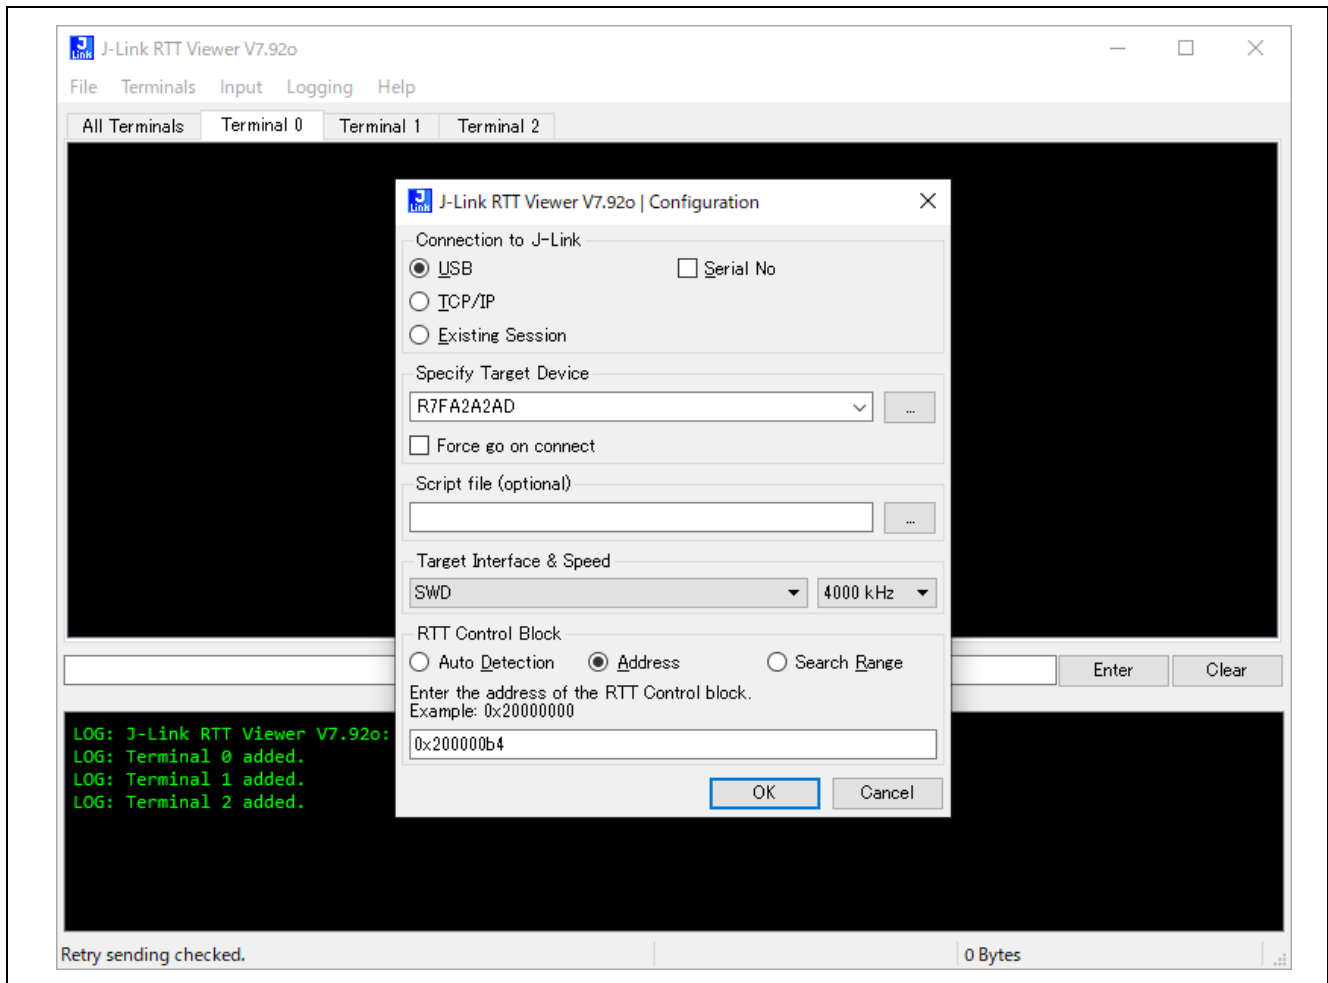 J-Link RTT Viewer V7.92o
File Terminals Input Logging Help
All Terminals Terminal 0 Terminal 1 Terminal 2
J-Link RTT Viewer V7.92o | Configuration
Connection to J-Link
USB Serial No
TCP/IP
Existing Session
Specify Target Device
R7FA2A2AD ...
Force go on connect
Script file (optional)
...
Target Interface & Speed
SWD 4000 kHz
RTT Control Block
Auto Detection Address Search Range
Enter the address of the RTT Control block.
Example: 0x20000000
0x200000b4
OK Cancel
Enter Clear
LOG: J-Link RTT Viewer V7.92o:
LOG: Terminal 0 added.
LOG: Terminal 1 added.
LOG: Terminal 2 added.
Retry sending checked. 0 Bytes